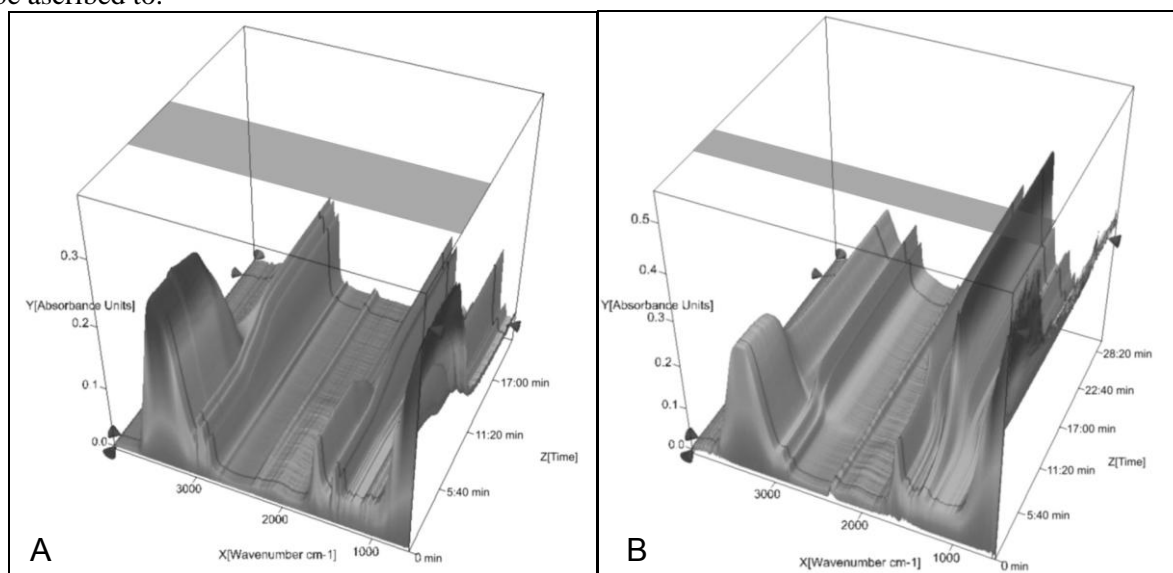 be ascribed to.
0.3
Y[Absorbance Units]
0.2
0.1
0.0
3000
2000
1000
X[Wavenumber cm-1]
0 min
5:40 min
11:20 min
17:00 min
Z[Time]
A
0.5
0.4
Y[Absorbance Units]
0.3
0.2
0.1
0.0
3000
2000
1000
X[Wavenumber cm-1]
0 min
5:40 min
11:20 min
17:00 min
22:40 min
28:20 min
Z[Time]
B